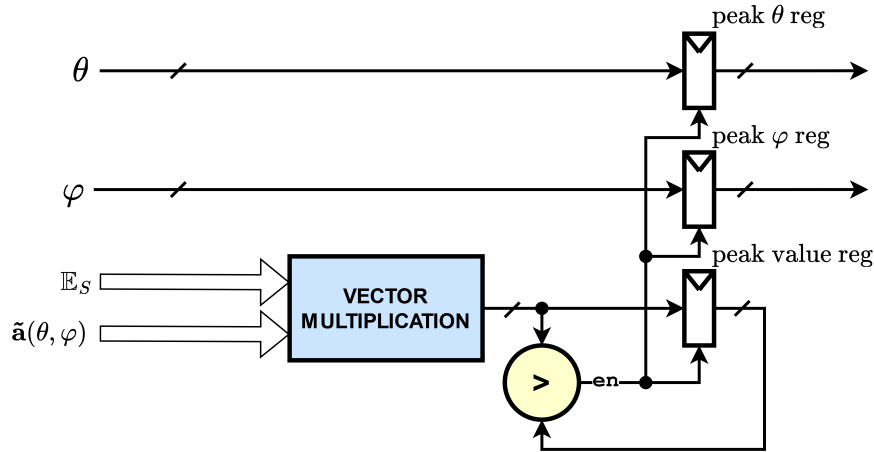 peak θ reg
θ
peak φ reg
φ
peak value reg
𝔼_S
VECTOR
MULTIPLICATION
ã(θ, φ)
>
en